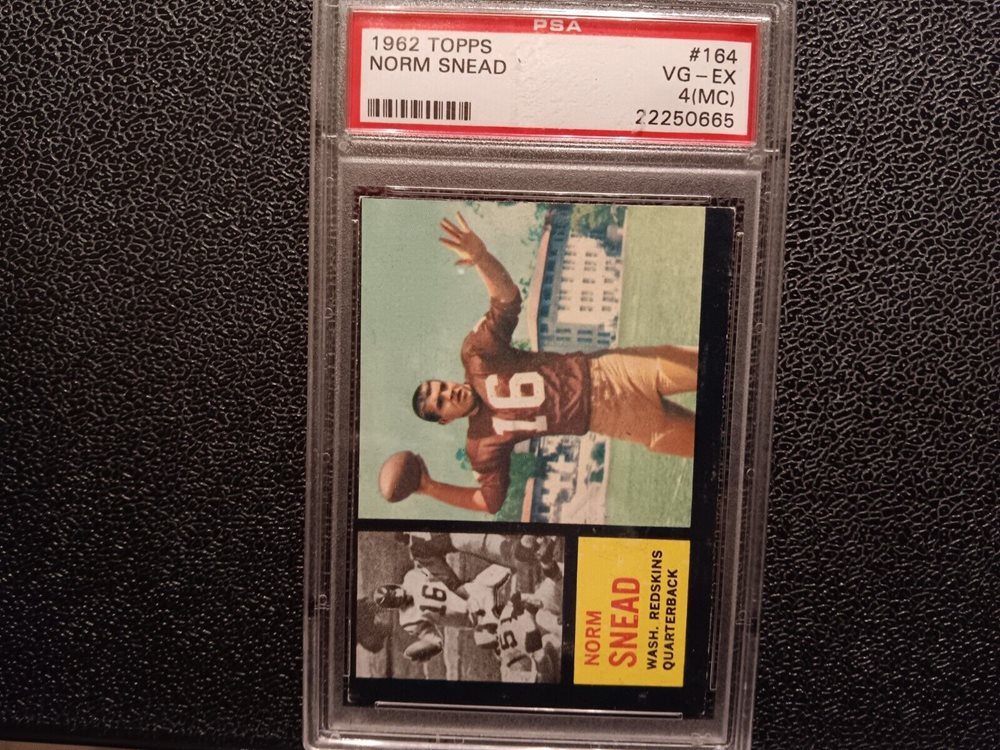 PSA
1962 TOPPS
#164
NORM SNEAD
VG-EX
4(MC)
22250665
16
16
NORM
SNEAD
WASH. REDSKINS
QUARTERBACK